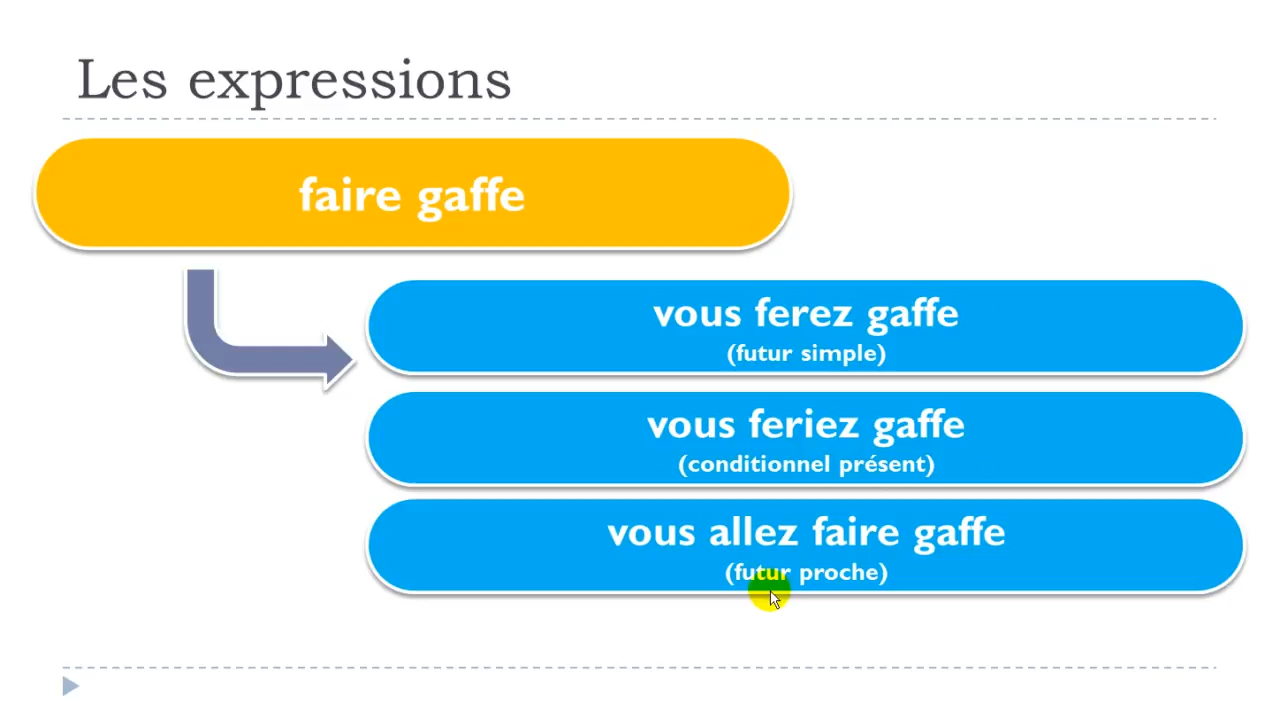 Les expressions
faire gaffe
vous ferez gaffe
(futur simple)
vous feriez gaffe
(conditionnel présent)
vous allez faire gaffe
(futur proche)